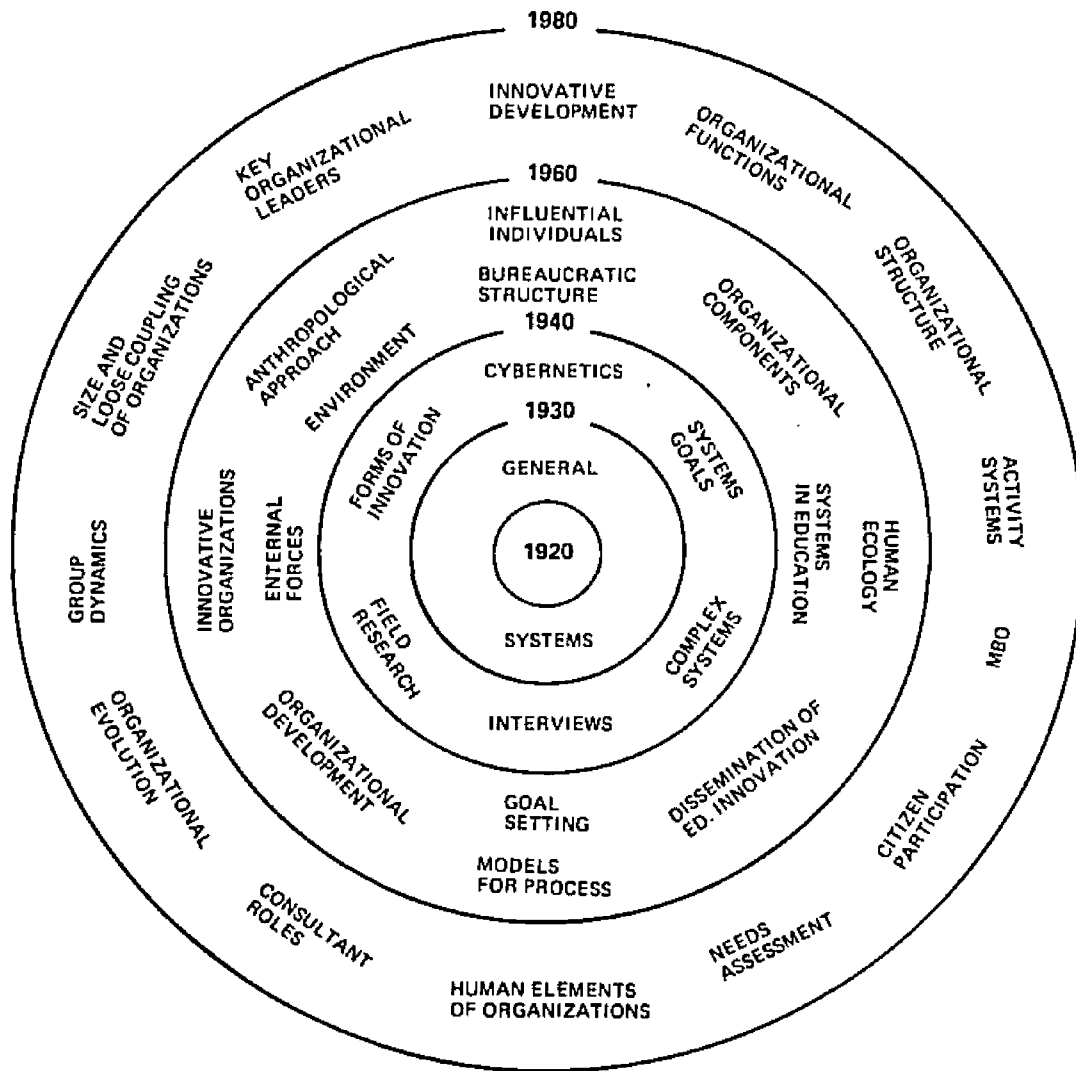 1980
INNOVATIVE
DEVELOPMENT
ORGANIZATIONAL
FUNCTIONS
ORGANIZATIONAL
STRUCTURE
ACTIVITY
SYSTEMS
MBO
CITIZEN
PARTICIPATION
NEEDS
ASSESSMENT
HUMAN ELEMENTS
OF ORGANIZATIONS
CONSULTANT
ROLES
ORGANIZATIONAL
EVOLUTION
GROUP
DYNAMICS
SIZE AND
LOOSE COUPLING
OF ORGANIZATIONS
KEY
ORGANIZATIONAL
LEADERS
1960
INFLUENTIAL
INDIVIDUALS
BUREAUCRATIC
STRUCTURE
ORGANIZATIONAL
COMPONENTS
SYSTEMS
IN EDUCATION
HUMAN
ECOLOGY
DISSEMINATION OF
ED. INNOVATION
GOAL
SETTING
MODELS
FOR PROCESS
ORGANIZATIONAL
DEVELOPMENT
INNOVATIVE
ORGANIZATIONS
ENTERNAL
FORCES
ANTHROPOLOGICAL
APPROACH
ENVIRONMENT
1940
CYBERNETICS
SYSTEMS
GOALS
COMPLEX
SYSTEMS
INTERVIEWS
FIELD
RESEARCH
FORMS OF
INNOVATION
1930
GENERAL
SYSTEMS
1920